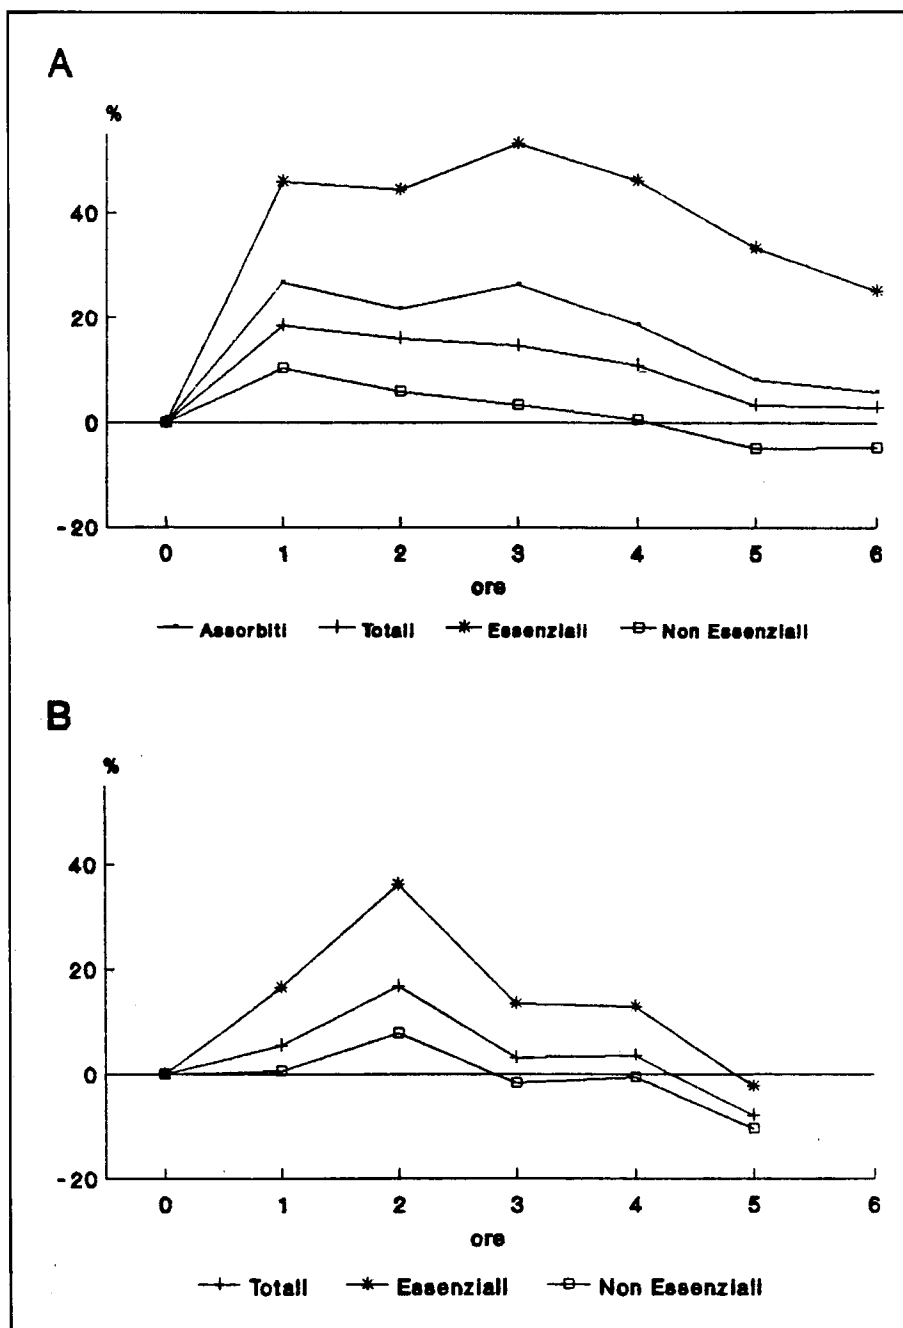 A
%
40
20
0
-20
0 1 2 3 4 5 6
ore
Assorbiti Totali Essenziali Non Essenziali
B
%
40
20
0
-20
0 1 2 3 4 5 6
ore
Totali Essenziali Non Essenziali